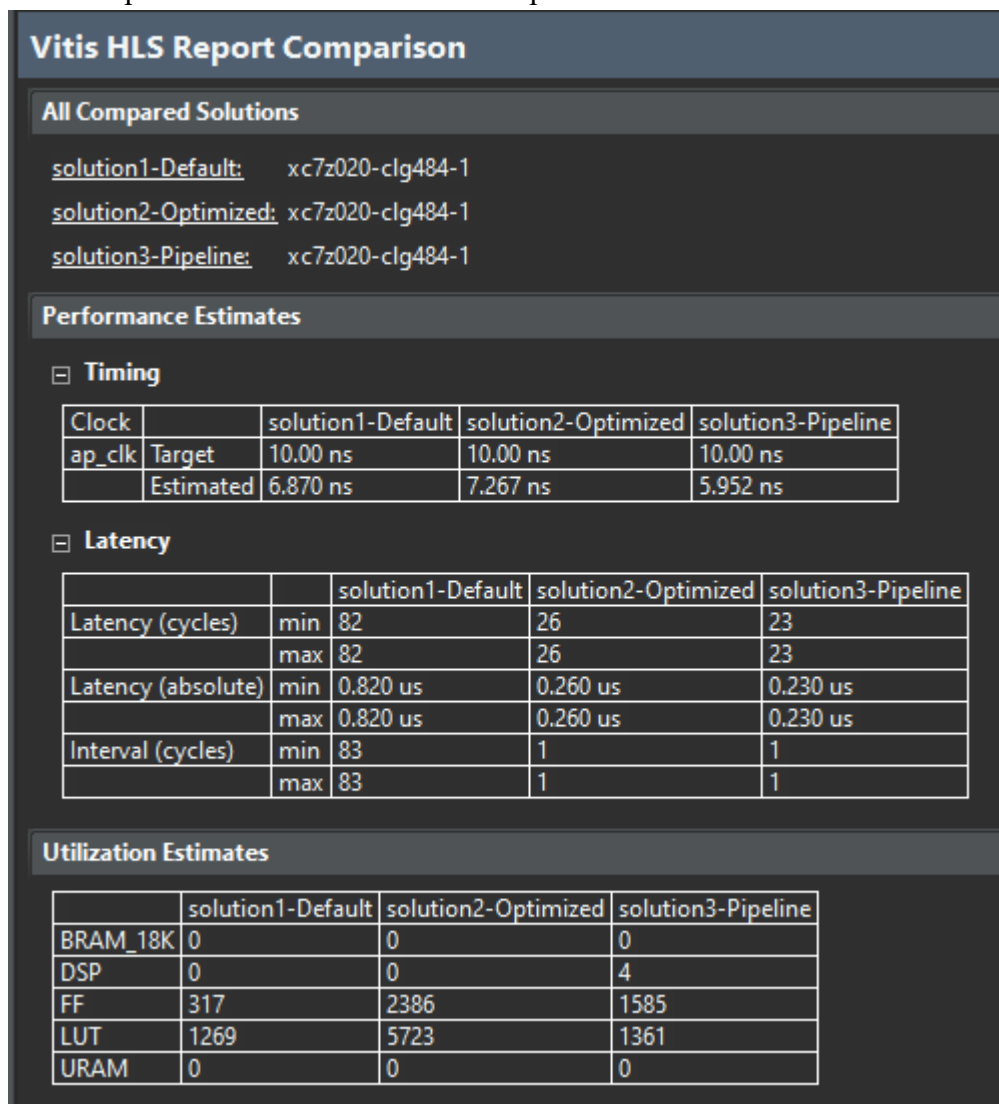 Vitis HLS Report Comparison
All Compared Solutions
solution1-Default: xc7z020-clg484-1
solution2-Optimized: xc7z020-clg484-1
solution3-Pipeline: xc7z020-clg484-1
Performance Estimates
Timing
Clock solution1-Default solution2-Optimized solution3-Pipeline
ap_clk Target 10.00 ns 10.00 ns 10.00 ns
Estimated 6.870 ns 7.267 ns 5.952 ns
Latency
solution1-Default solution2-Optimized solution3-Pipeline
Latency (cycles) min 82 26 23
max 82 26 23
Latency (absolute) min 0.820 us 0.260 us 0.230 us
max 0.820 us 0.260 us 0.230 us
Interval (cycles) min 83 1 1
max 83 1 1
Utilization Estimates
solution1-Default solution2-Optimized solution3-Pipeline
BRAM_18K 0 0 0
DSP 0 0 4
FF 317 2386 1585
LUT 1269 5723 1361
URAM 0 0 0